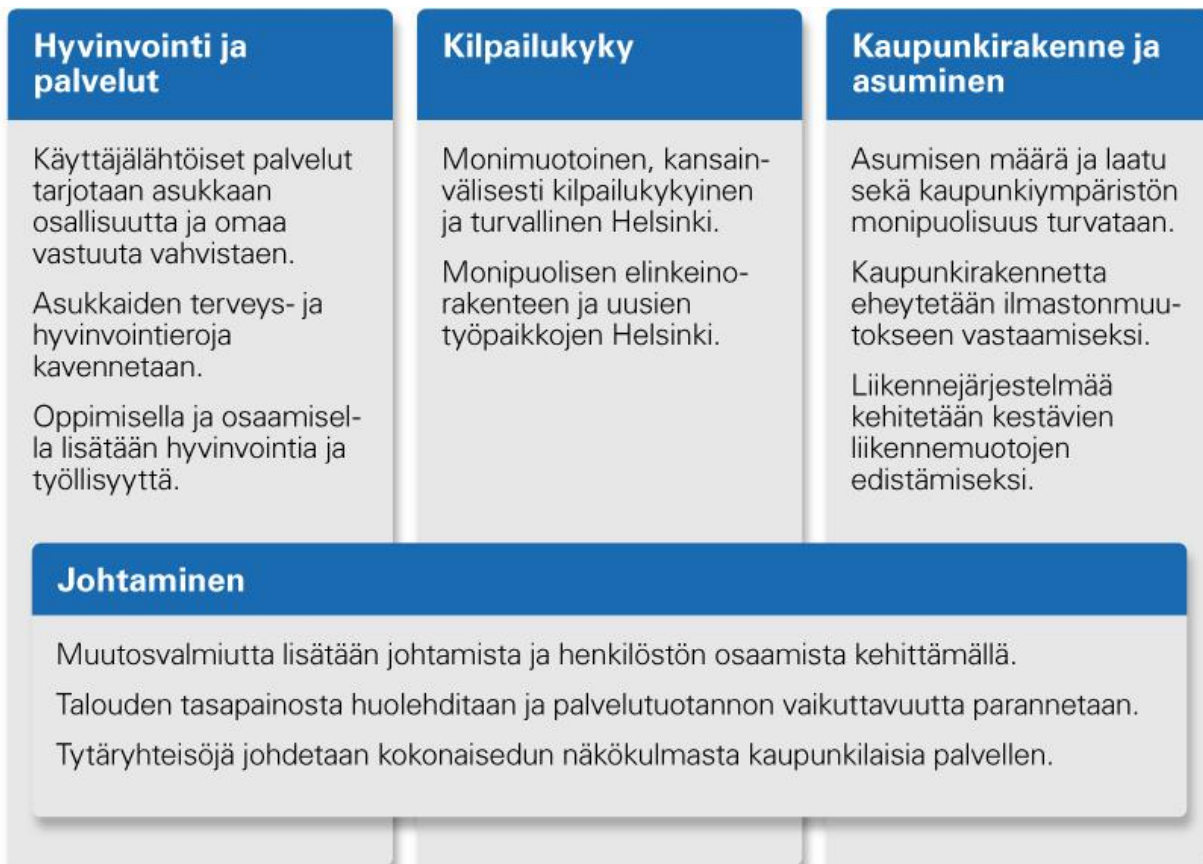 Hyvinvointi ja
palvelut
Käyttäjälähtöiset palvelut
tarjotaan asukkaan
osallisuutta ja omaa
vastuuta vahvistaen.
Asukkaiden terveys- ja
hyvinvointieroja
kavennetaan.
Oppimisella ja osaamisel-
la lisätään hyvinvointia ja
työllisyyttä.
Kilpailukyky
Monimuotoinen, kansain-
välisesti kilpailukykyinen
ja turvallinen Helsinki.
Monipuolisen elinkeino-
rakenteen ja uusien
työpaikkojen Helsinki.
Kaupunkirakenne ja
asuminen
Asumisen määrä ja laatu
sekä kaupunkiympäristön
monipuolisuus turvataan.
Kaupunkirakennetta
eheytetään ilmastonmuu-
tokseen vastaamiseksi.
Liikennejärjestelmää
kehitetään kestävien
liikennemuotojen
edistämiseksi.
Johtaminen
Muutosvalmiutta lisätään johtamista ja henkilöstön osaamista kehittämällä.
Talouden tasapainosta huolehditaan ja palvelutuotannon vaikuttavuutta parannetaan.
Tytäryhteisöjä johdetaan kokonaisedun näkökulmasta kaupunkilaisia palvellen.